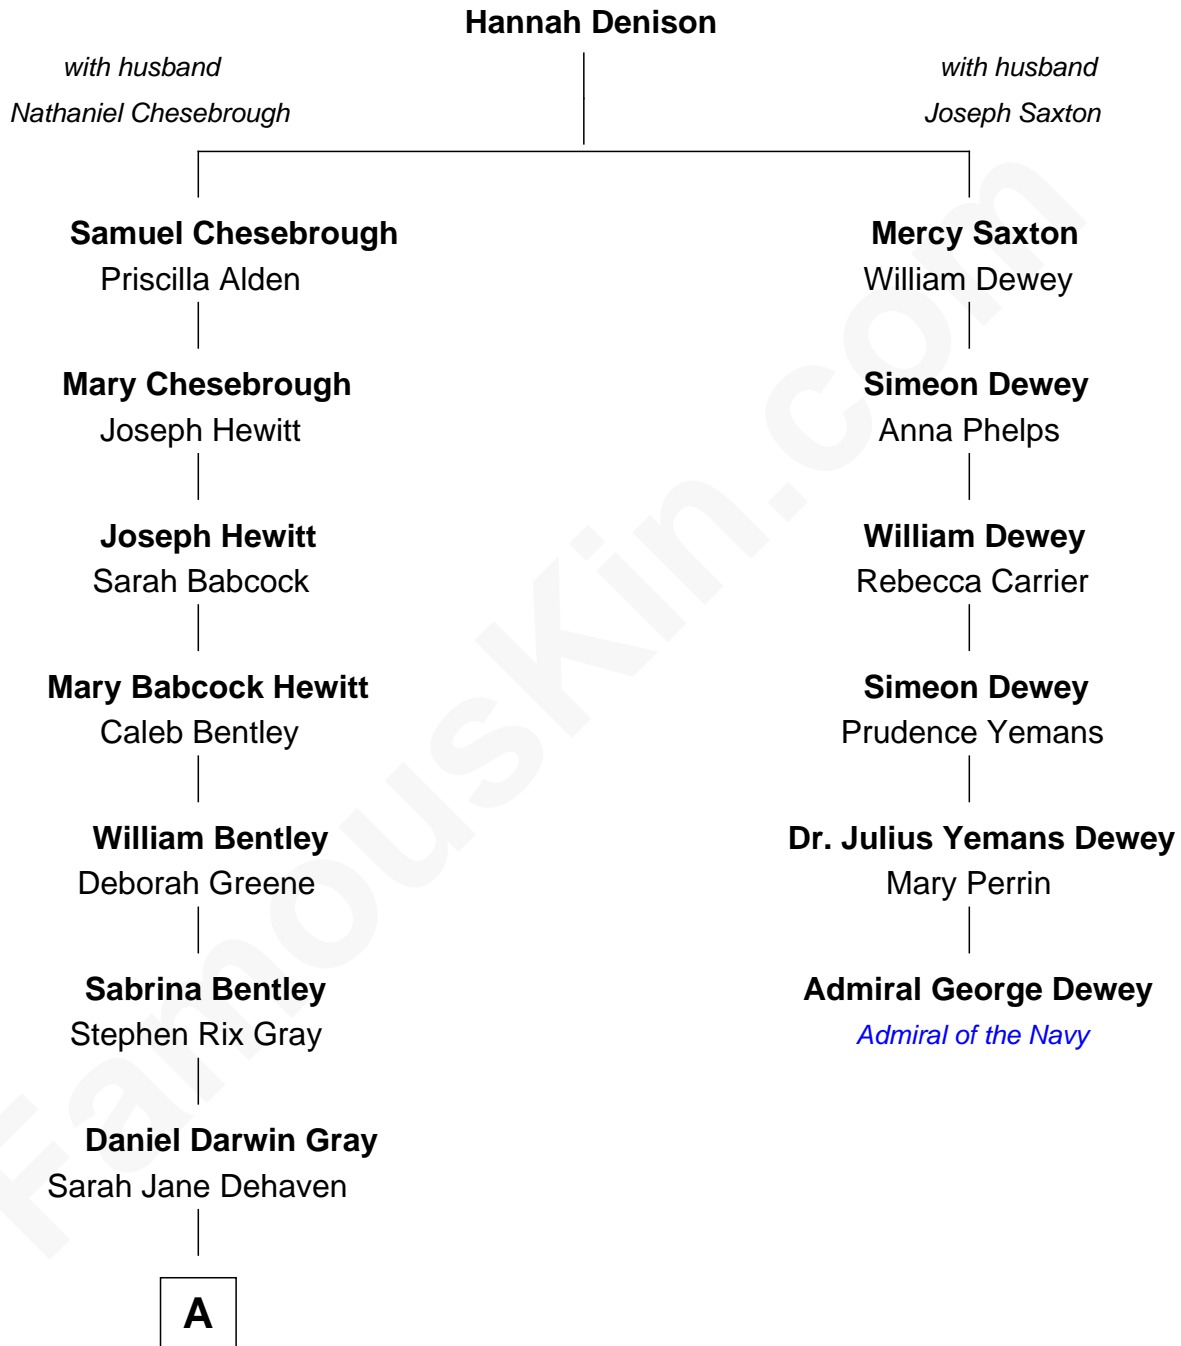 Hannah Denison
with husband
Nathaniel Chesebrough
with husband
Joseph Saxton
Samuel Chesebrough
Priscilla Alden
Mercy Saxton
William Dewey
Mary Chesebrough
Joseph Hewitt
Simeon Dewey
Anna Phelps
Joseph Hewitt
Sarah Babcock
William Dewey
Rebecca Carrier
Mary Babcock Hewitt
Caleb Bentley
Simeon Dewey
Prudence Yemans
William Bentley
Deborah Greene
Dr. Julius Yemans Dewey
Mary Perrin
Sabrina Bentley
Stephen Rix Gray
Admiral George Dewey
Admiral of the Navy
Daniel Darwin Gray
Sarah Jane Dehaven
A
FamousKin.com